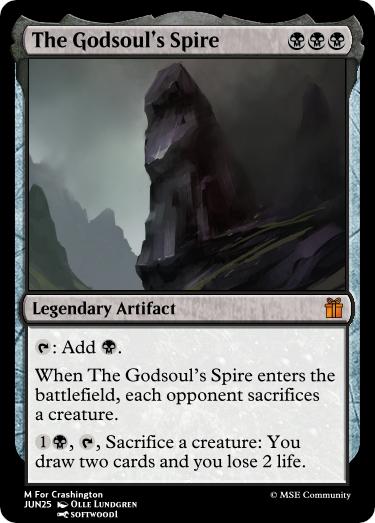 The Godsoul's Spire
Legendary Artifact
: Add .
When The Godsoul's Spire enters the
battlefield, each opponent sacrifices
a creature.
1 , , Sacrifice a creature: You
draw two cards and you lose 2 life.
M For Crashington
JUN25 Olle Lundgren © MSE Community
softwood1